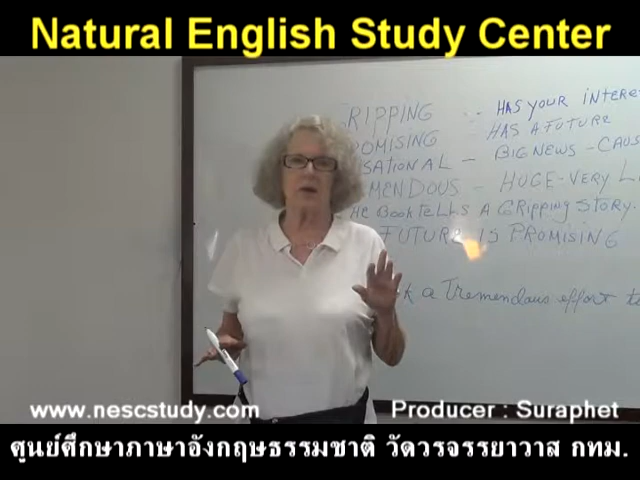 Natural English Study Center
RIPPING -- HAS YOUR INTERE
OMISING HAS A FUTURE
SATIONAL - BIG NEWS - CAUS
MENDOUS - HUGE - VERY L
HE BOOK TELLS A GRIPPING STORY.
FUTURE IS PROMISING
k a Tremendous effort to
www.nescstudy.com Producer : Suraphet
ศูนย์ศึกษาภาษาอังกฤษธรรมชาติ วัดวรจรรยาวาส กทม.